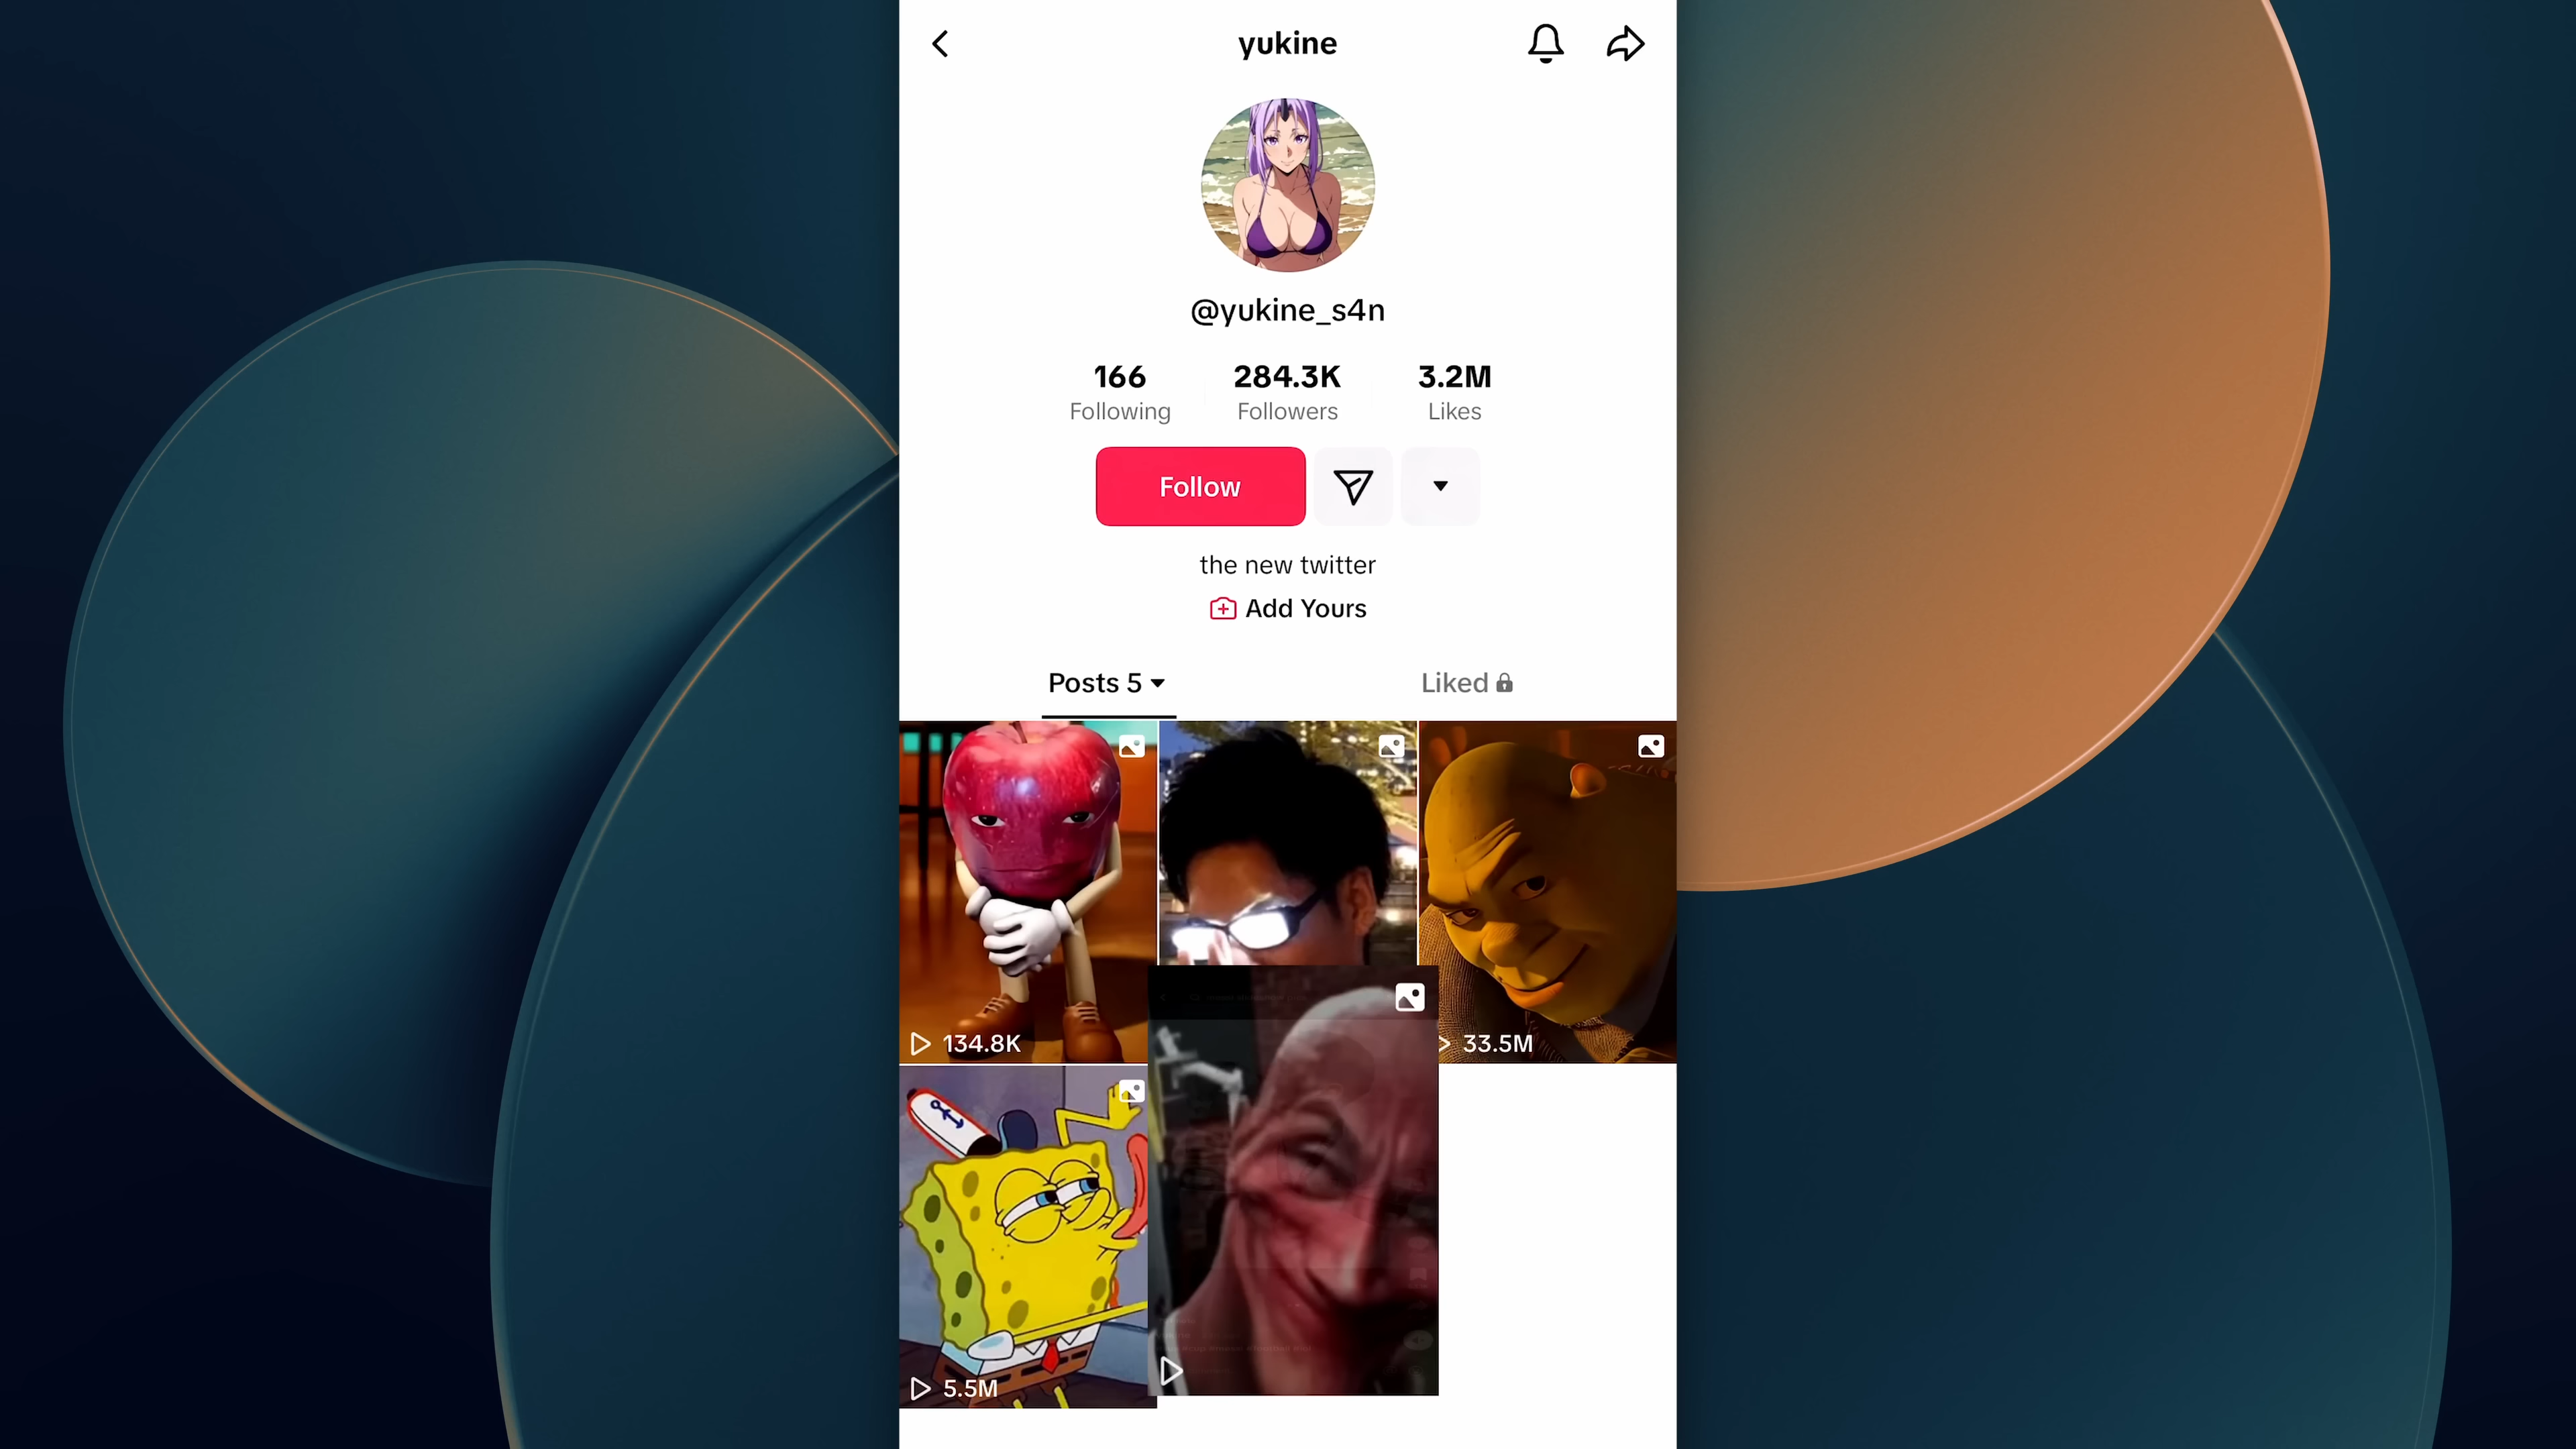 yukine
@yukine_s4n
166 284.3K 3.2M
Following Followers Likes
Follow
the new twitter
Add Yours
Posts 5 Liked
134.8K 33.5M
5.5M